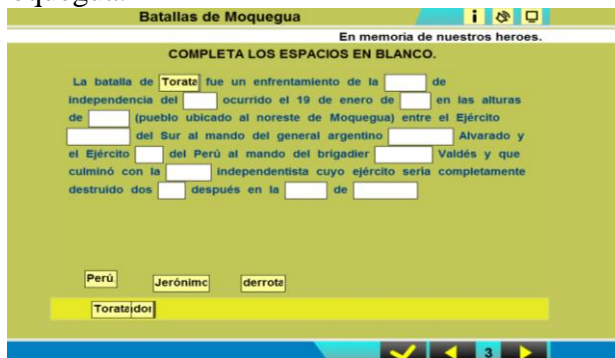 Batallas de Moquegua
i
En memoria de nuestros heroes.
COMPLETA LOS ESPACIOS EN BLANCO.
La batalla de Torata fue un enfrentamiento de la de
independencia del ocurrido el 19 de enero de en las alturas
de (pueblo ubicado al noreste de Moquegua) entre el Ejército
del Sur al mando del general argentino Alvarado y
el Ejército del Perú al mando del brigadier Valdés y que
culminó con la independentista cuyo ejército seria completamente
destruido dos después en la de
Perú Jerónimo derrota
Torata dor
3